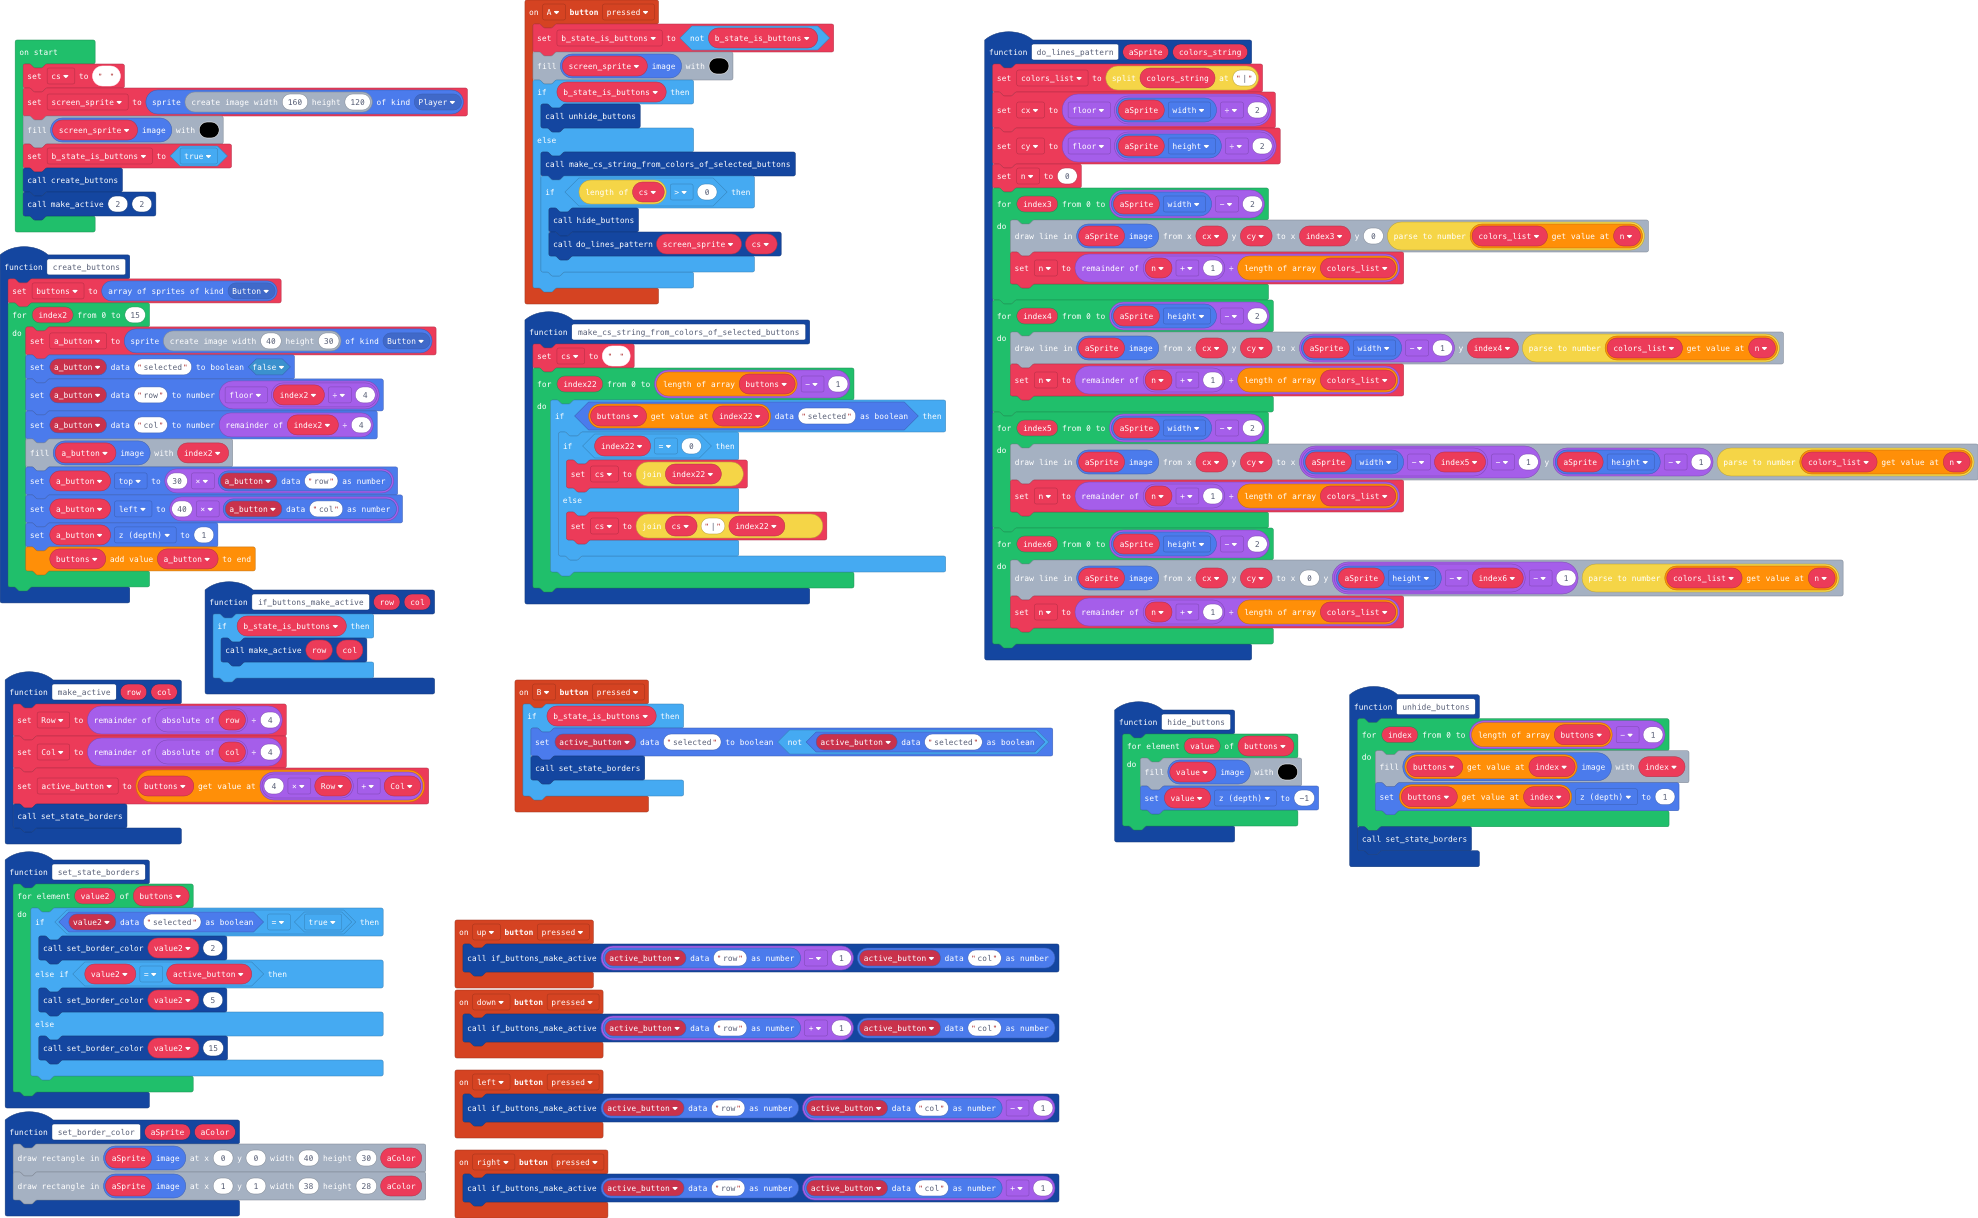 on start
set cs to " "
set screen_sprite to sprite create image width 160 height 120 of kind Player
fill screen_sprite image with
set b_state_is_buttons to true
call create_buttons
call make_active 2 2
function create_buttons
set buttons to array of sprites of kind Button
for index2 from 0 to 15
do
set a_button to sprite create image width 40 height 30 of kind Button
set a_button data "selected" to boolean false
set a_button data "row" to number floor index2 ÷ 4
set a_button data "col" to number remainder of index2 ÷ 4
fill a_button image with index2
set a_button top to 30 × a_button data "row" as number
set a_button left to 40 × a_button data "col" as number
set a_button z (depth) to 1
buttons add value a_button to end
function if_buttons_make_active row col
if b_state_is_buttons then
call make_active row col
function make_active row col
set Row to remainder of absolute of row ÷ 4
set Col to remainder of absolute of col ÷ 4
set active_button to buttons get value at 4 × Row + Col
call set_state_borders
function set_state_borders
for element value2 of buttons
do
if value2 data "selected" as boolean = true then
call set_border_color value2 2
else if value2 = active_button then
call set_border_color value2 5
else
call set_border_color value2 15
function set_border_color aSprite aColor
draw rectangle in aSprite image at x 0 y 0 width 40 height 30 aColor
draw rectangle in aSprite image at x 1 y 1 width 38 height 28 aColor
on A button pressed
set b_state_is_buttons to not b_state_is_buttons
fill screen_sprite image with
if b_state_is_buttons then
call unhide_buttons
else
call make_cs_string_from_colors_of_selected_buttons
if length of cs > 0 then
call hide_buttons
call do_lines_pattern screen_sprite cs
function make_cs_string_from_colors_of_selected_buttons
set cs to " "
for index22 from 0 to length of array buttons - 1
do
if buttons get value at index22 data "selected" as boolean then
if index22 = 0 then
set cs to join index22
else
set cs to join cs "|" index22
on B button pressed
if b_state_is_buttons then
set active_button data "selected" to boolean not active_button data "selected" as boolean
call set_state_borders
on up button pressed
call if_buttons_make_active active_button data "row" as number - 1 active_button data "col" as number
on down button pressed
call if_buttons_make_active active_button data "row" as number + 1 active_button data "col" as number
on left button pressed
call if_buttons_make_active active_button data "row" as number active_button data "col" as number - 1
on right button pressed
call if_buttons_make_active active_button data "row" as number active_button data "col" as number + 1
function do_lines_pattern aSprite colors_string
set colors_list to split colors_string at "|"
set cx to floor aSprite width ÷ 2
set cy to floor aSprite height ÷ 2
set n to 0
for index3 from 0 to aSprite width - 2
do
draw line in aSprite image from x cx y cy to x index3 y 0 parse to number colors_list get value at n
set n to remainder of n + 1 ÷ length of array colors_list
for index4 from 0 to aSprite height - 2
do
draw line in aSprite image from x cx y cy to x aSprite width - 1 y index4 parse to number colors_list get value at n
set n to remainder of n + 1 ÷ length of array colors_list
for index5 from 0 to aSprite width - 2
do
draw line in aSprite image from x cx y cy to x aSprite width - index5 - 1 y aSprite height - 1 parse to number colors_list get value at n
set n to remainder of n + 1 ÷ length of array colors_list
for index6 from 0 to aSprite height - 2
do
draw line in aSprite image from x cx y cy to x 0 y aSprite height - index6 - 1 parse to number colors_list get value at n
set n to remainder of n + 1 ÷ length of array colors_list
function hide_buttons
for element value of buttons
do
fill value image with
set value z (depth) to -1
function unhide_buttons
for index from 0 to length of array buttons - 1
do
fill buttons get value at index image with index
set buttons get value at index z (depth) to 1
call set_state_borders